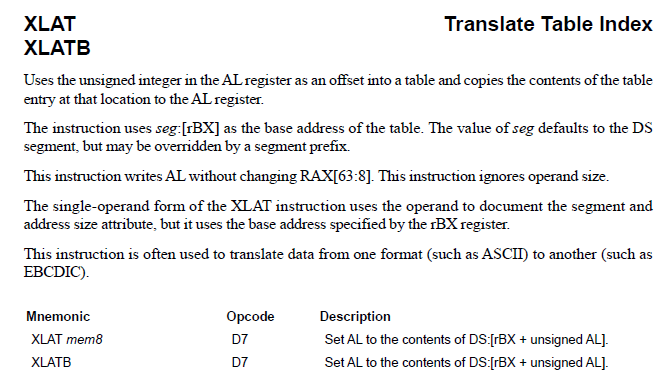 XLAT Translate Table Index
XLATB
Uses the unsigned integer in the AL register as an offset into a table and copies the contents of the table
entry at that location to the AL register.
The instruction uses seg:[rBX] as the base address of the table. The value of seg defaults to the DS
segment, but may be overridden by a segment prefix.
This instruction writes AL without changing RAX[63:8]. This instruction ignores operand size.
The single-operand form of the XLAT instruction uses the operand to document the segment and
address size attribute, but it uses the base address specified by the rBX register.
This instruction is often used to translate data from one format (such as ASCII) to another (such as
EBCDIC).
Mnemonic Opcode Description
XLAT mem8 D7 Set AL to the contents of DS:[rBX + unsigned AL].
XLATB D7 Set AL to the contents of DS:[rBX + unsigned AL].